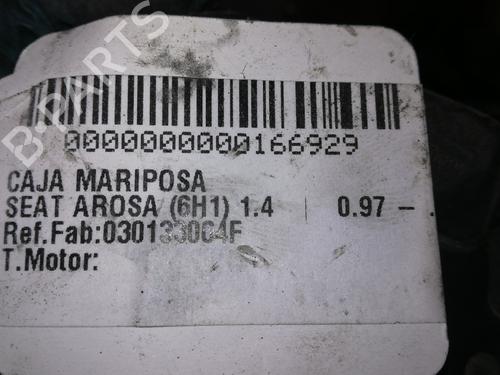 B-PARTS
0000000000166929
CAJA MARIPOSA
SEAT AROSA (6H1) 1.4 | 0.97 - .
Ref.Fab:030133064F
T.Motor: